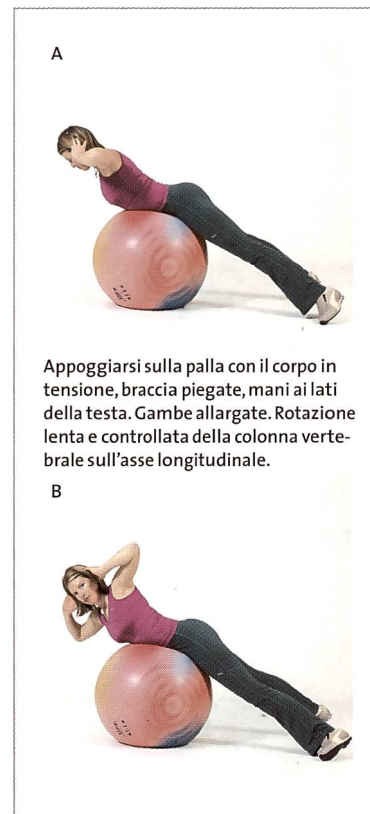 A
Appoggiarsi sulla palla con il corpo in
tensione, braccia piegate, mani ai lati
della testa. Gambe allargate. Rotazione
lenta e controllata della colonna verte-
brale sull’asse longitudinale.
B